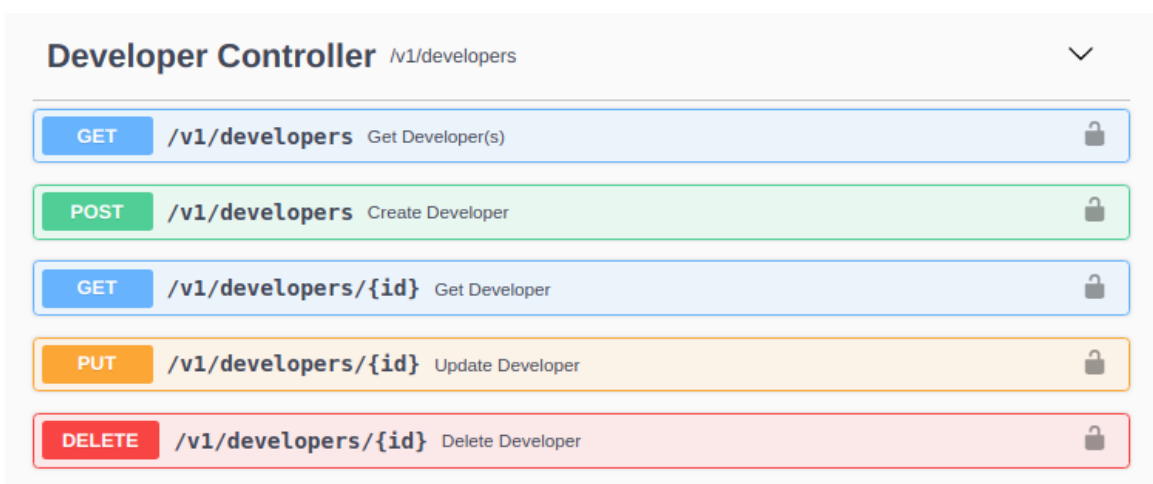 Developer Controller /v1/developers
GET /v1/developers Get Developer(s)
POST /v1/developers Create Developer
GET /v1/developers/{id} Get Developer
PUT /v1/developers/{id} Update Developer
DELETE /v1/developers/{id} Delete Developer